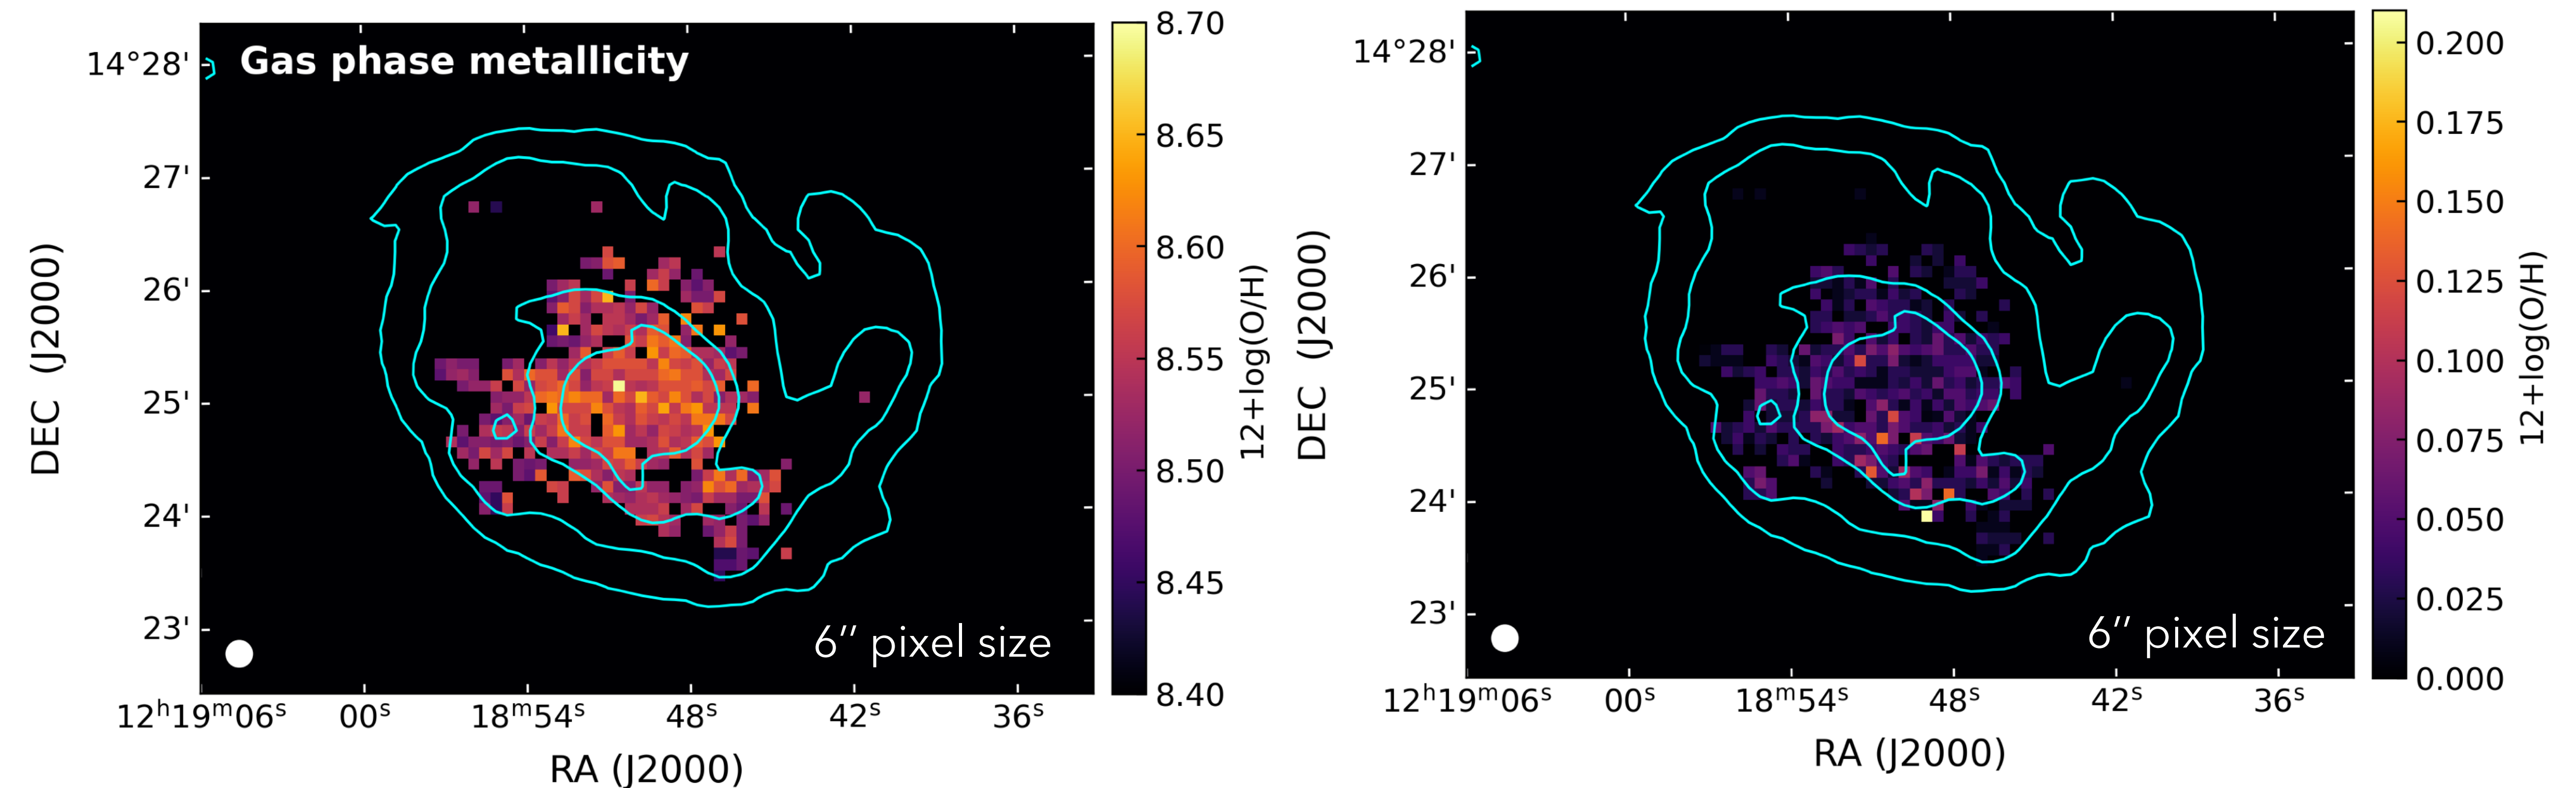 Gas phase metallicity
14°28'
27'
26'
25'
24'
23'
DEC (J2000)
12ʰ19ᵐ06ˢ 00ˢ 18ᵐ54ˢ 48ˢ 42ˢ 36ˢ
RA (J2000)
6″ pixel size
8.70
8.65
8.60
8.55
8.50
8.45
8.40
12+log(O/H)
14°28'
27'
26'
25'
24'
23'
DEC (J2000)
12ʰ19ᵐ06ˢ 00ˢ 18ᵐ54ˢ 48ˢ 42ˢ 36ˢ
RA (J2000)
6″ pixel size
0.200
0.175
0.150
0.125
0.100
0.075
0.050
0.025
0.000
12+log(O/H)